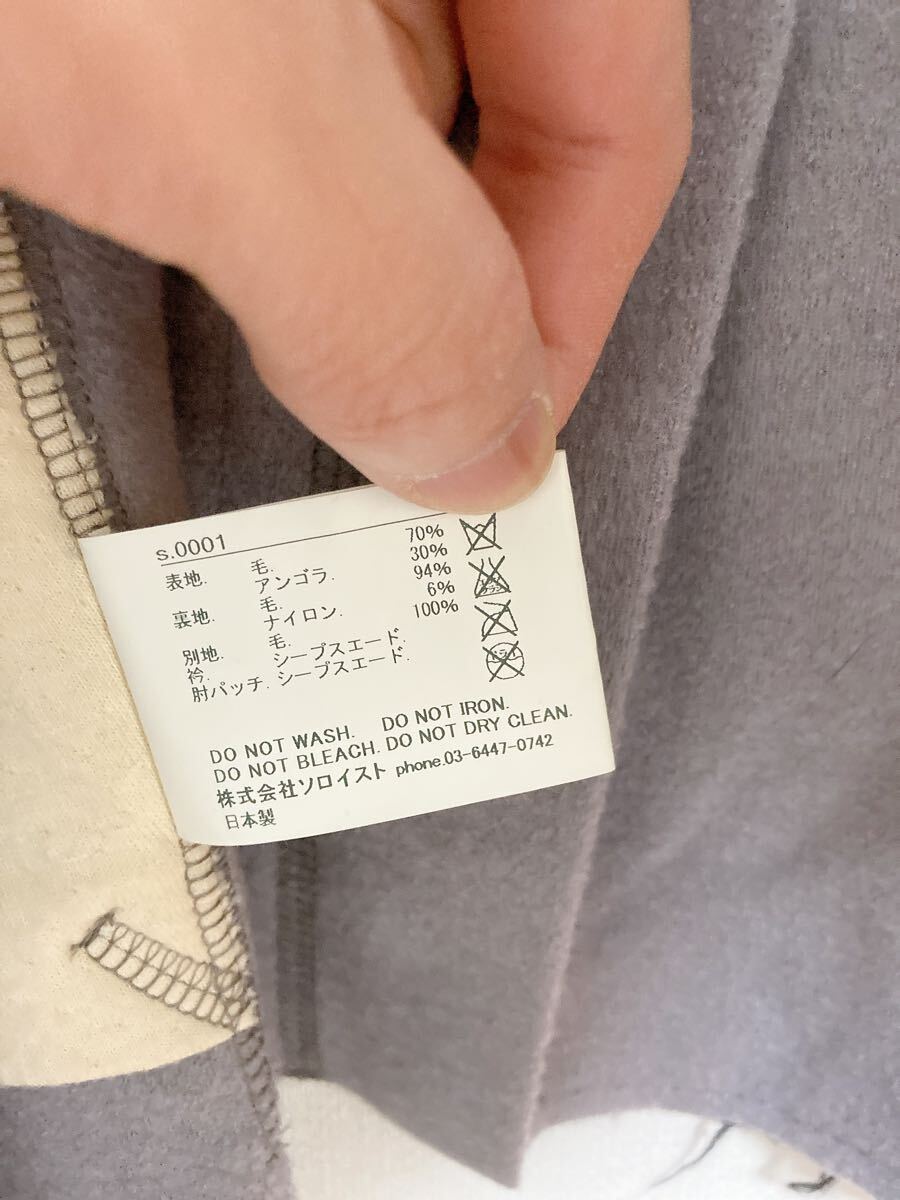 s.0001
表地. 毛. 70%
アンゴラ. 30%
裏地. 毛. 94%
ナイロン. 6%
別地. 毛. 100%
衿. シープスエード.
肘パッチ. シープスエード.
DO NOT WASH. DO NOT IRON.
DO NOT BLEACH. DO NOT DRY CLEAN.
株式会社ソロイスト phone.03-6447-0742
日本製